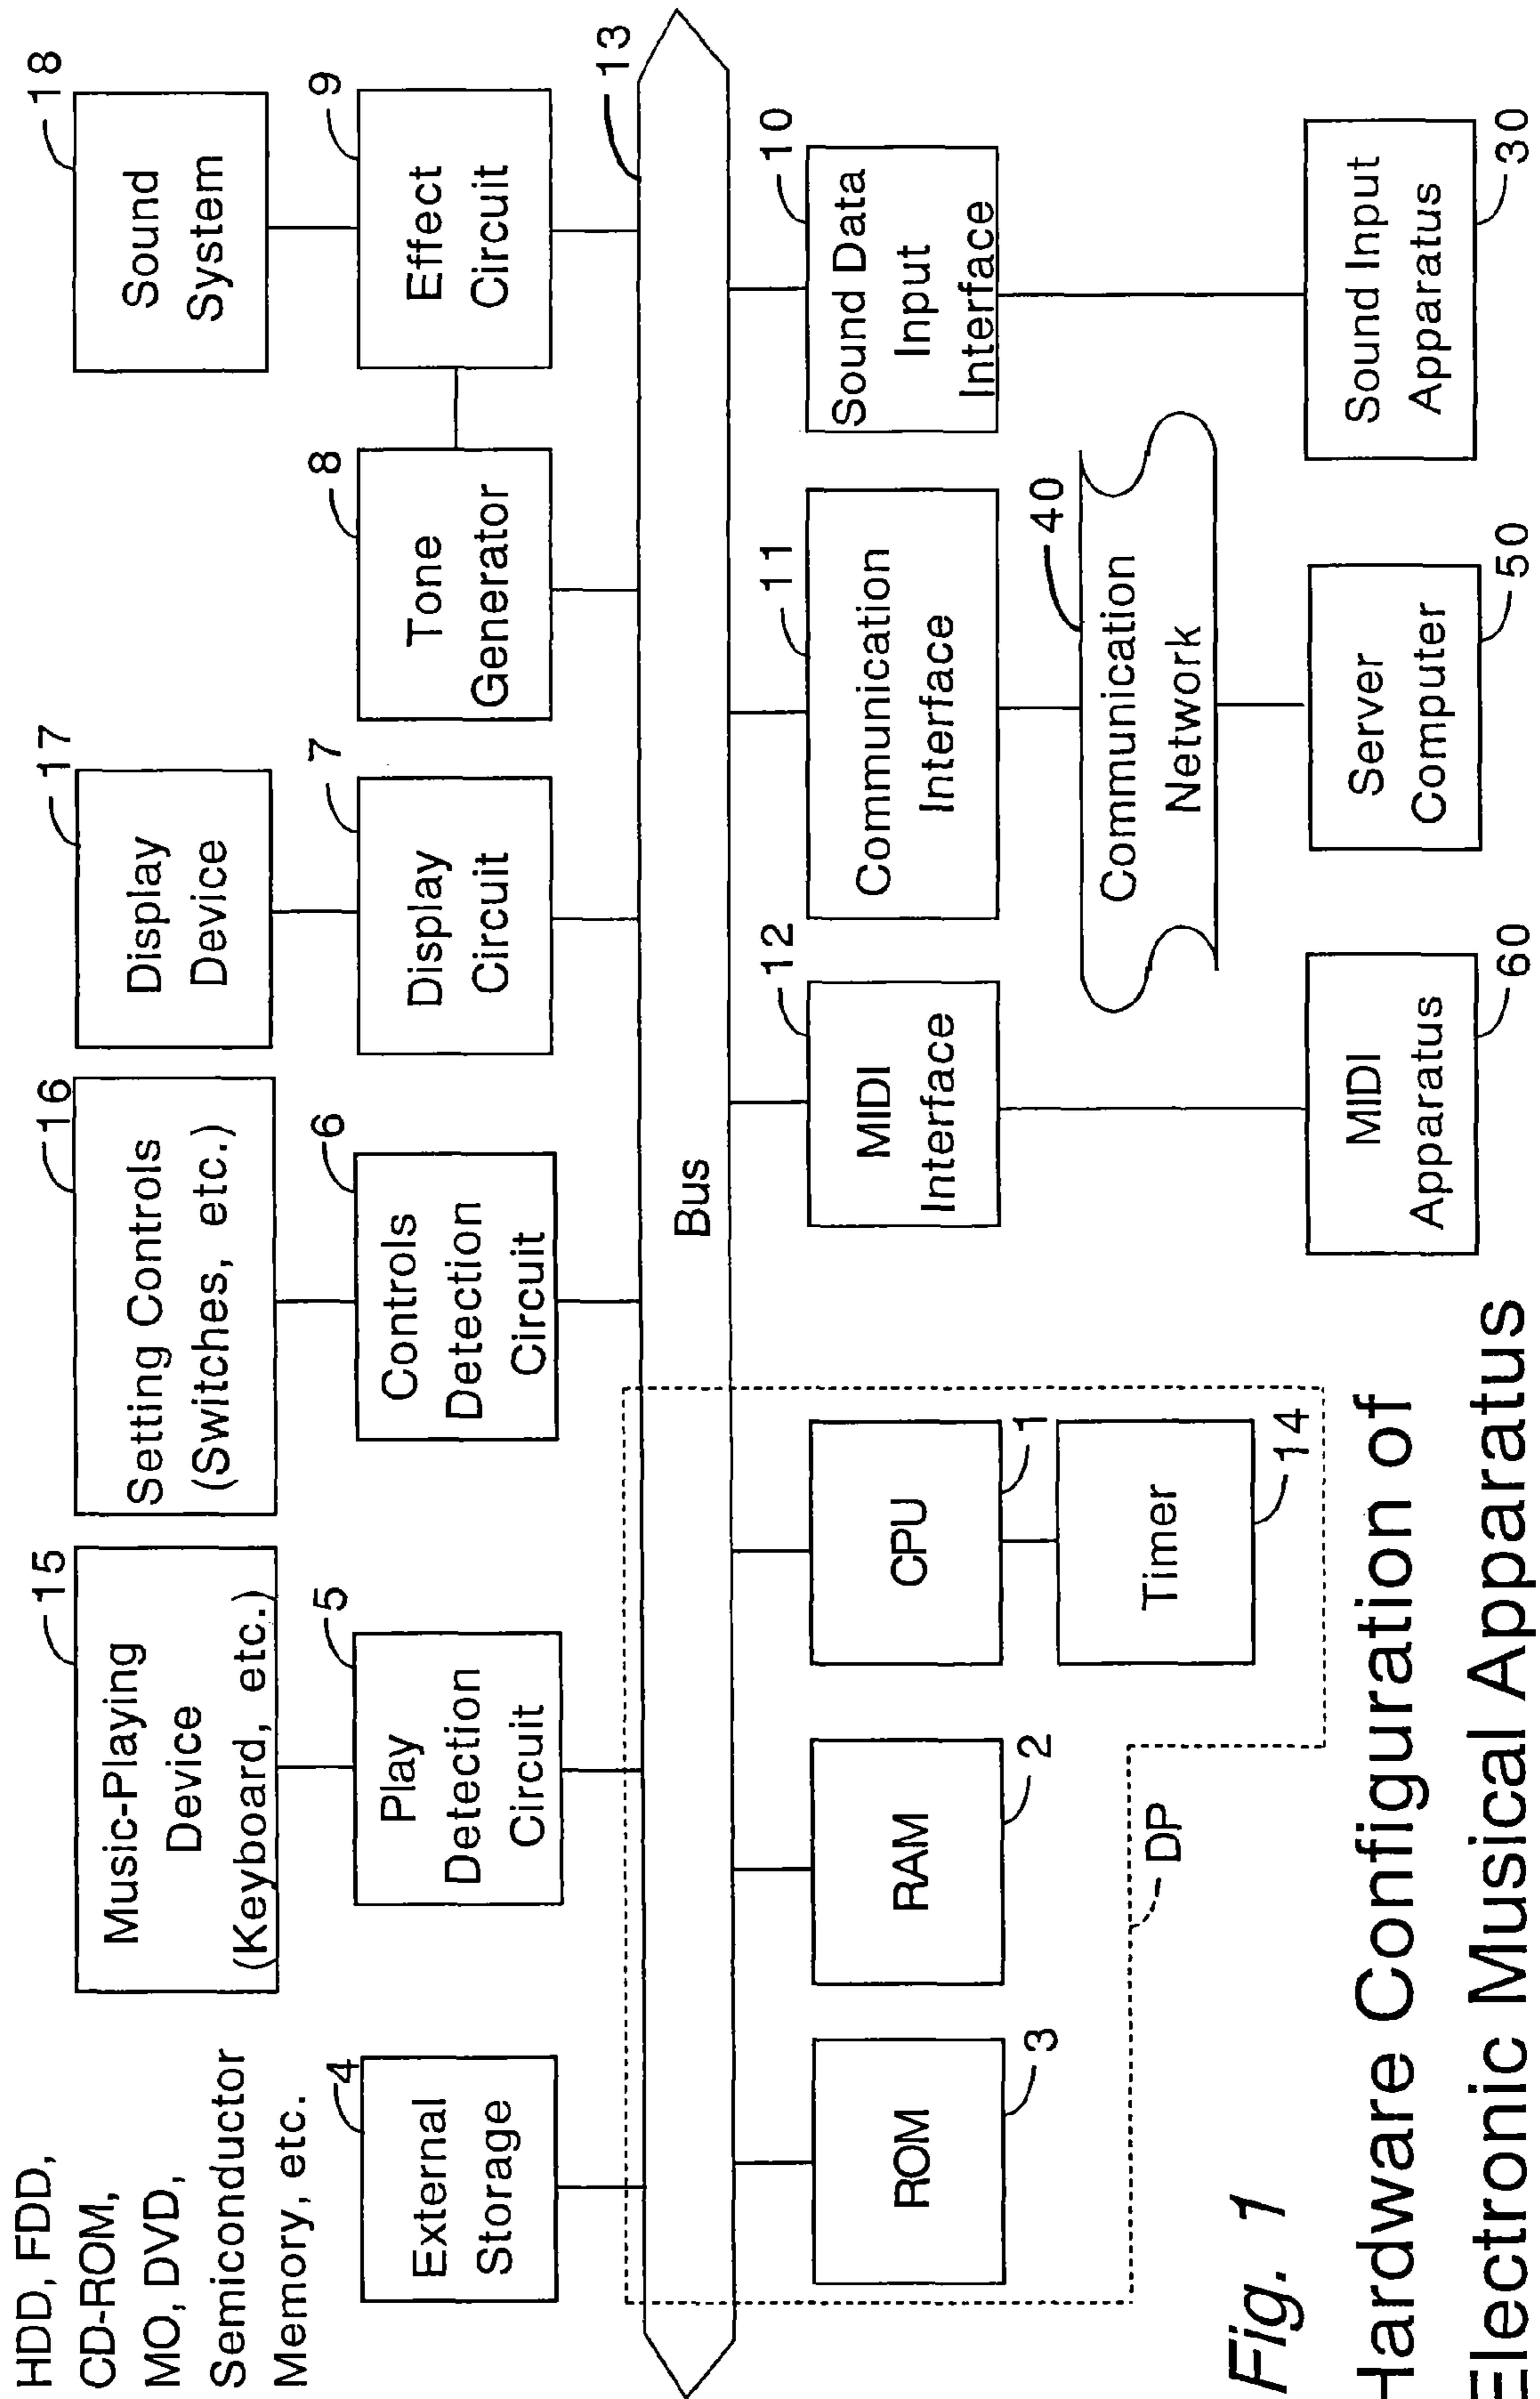 HDD, FDD,
CD-ROM,
MO, DVD,
Semiconductor
Memory, etc.
4
External
Storage
15
Music-Playing
Device
(Keyboard, etc.)
5
Play
Detection
Circuit
16
Setting Controls
(Switches, etc.)
6
Controls
Detection
Circuit
17
Display
Device
7
Display
Circuit
8
Tone
Generator
18
Sound
System
9
Effect
Circuit
13
Bus
ROM
3
RAM
2
CPU
1
Timer
14
DP
12
MIDI
Interface
MIDI
Apparatus
60
11
Communication
Interface
40
Communication
Network
Server
Computer
50
10
Sound Data
Input
Interface
Sound Input
Apparatus
30
Fig. 1
Hardware Configuration of
Electronic Musical Apparatus